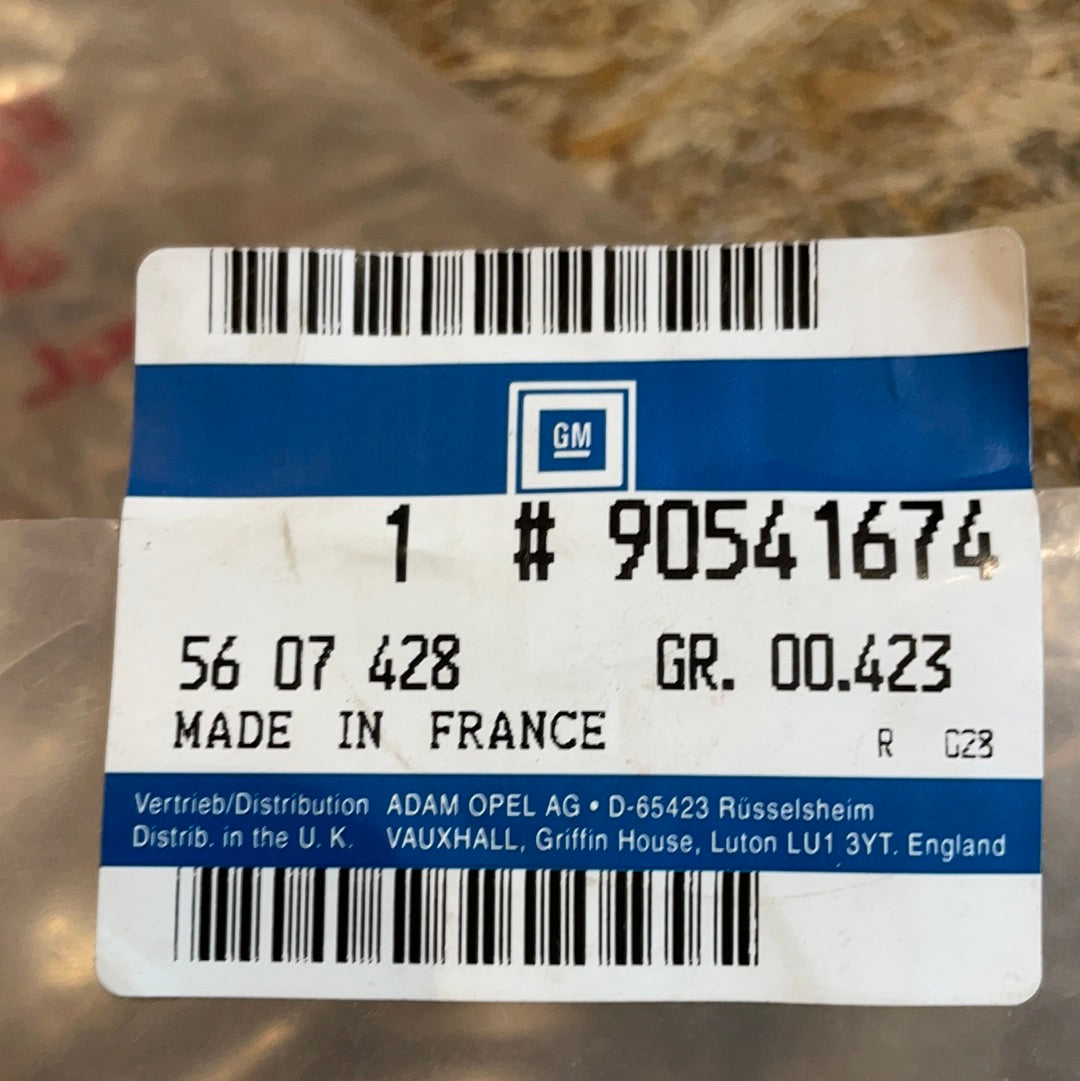 GM
1 # 90541674
56 07 428 GR. 00.423
MADE IN FRANCE R 028
Vertrieb/Distribution ADAM OPEL AG • D-65423 Rüsselsheim
Distrib. in the U. K. VAUXHALL, Griffin House, Luton LU1 3YT. England